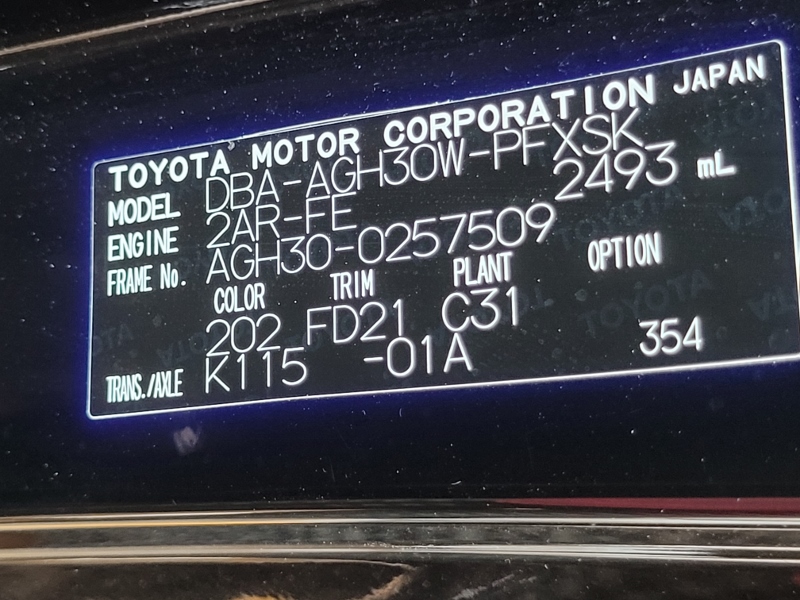 TOYOTA MOTOR CORPORATION JAPAN
MODEL DBA-AGH30W-PFXSK
ENGINE 2AR-FE 2493 mL
FRAME No. AGH30-0257509
COLOR TRIM PLANT OPTION
202 FD21 C31
TRANS./AXLE K115 -01A 354